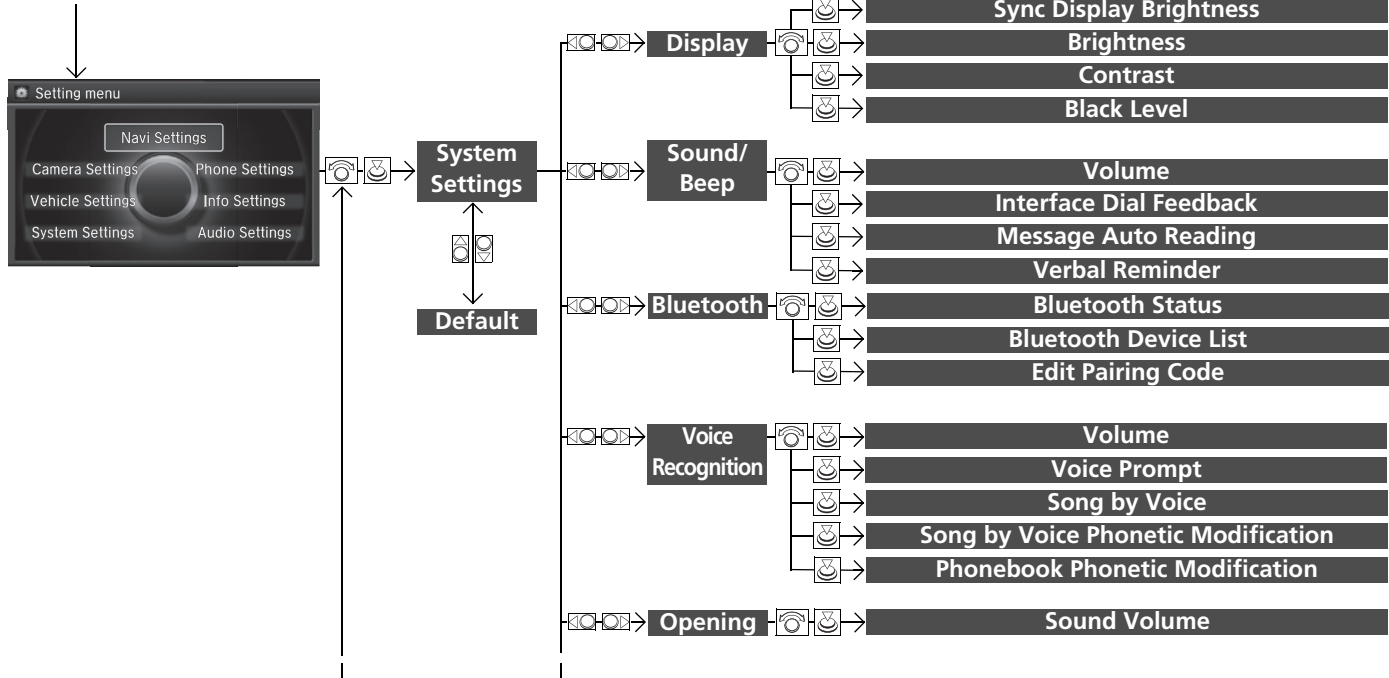 Sync Display Brightness
Display
Brightness
Contrast
Black Level
Setting menu
Navi Settings
Camera Settings
Phone Settings
Vehicle Settings
Info Settings
System Settings
Audio Settings
System
Settings
Default
Sound/
Beep
Volume
Interface Dial Feedback
Message Auto Reading
Verbal Reminder
Bluetooth
Bluetooth Status
Bluetooth Device List
Edit Pairing Code
Voice
Recognition
Volume
Voice Prompt
Song by Voice
Song by Voice Phonetic Modification
Phonebook Phonetic Modification
Opening
Sound Volume